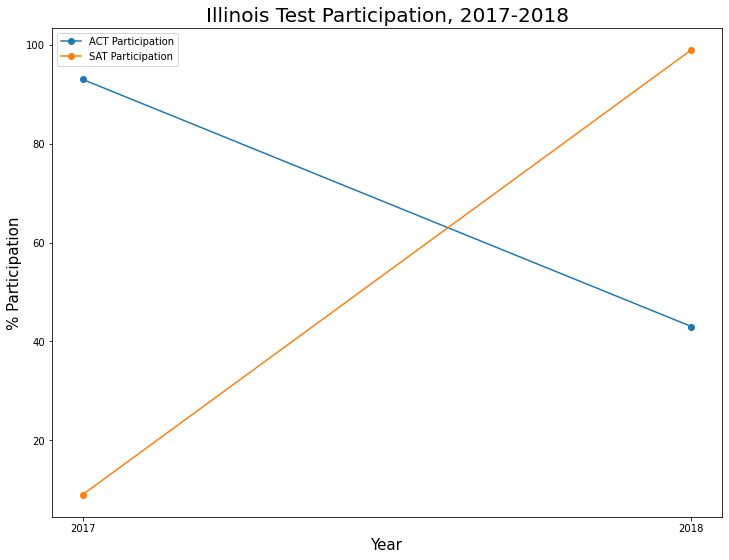 Illinois Test Participation, 2017-2018
ACT Participation
SAT Participation
100
80
60
40
20
% Participation
2017
2018
Year